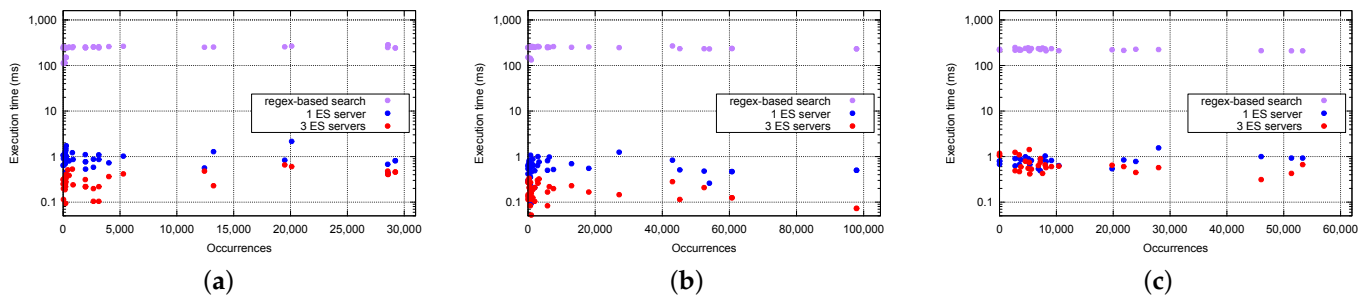 1,000
100
10
1
0.1
Execution time (ms)
regex-based search
1 ES server
3 ES servers
0 5,000 10,000 15,000 20,000 25,000 30,000
Occurrences
(a)
1,000
100
10
1
0.1
Execution time (ms)
regex-based search
1 ES server
3 ES servers
0 20,000 40,000 60,000 80,000 100,000
Occurrences
(b)
1,000
100
10
1
0.1
Execution time (ms)
regex-based search
1 ES server
3 ES servers
0 10,000 20,000 30,000 40,000 50,000 60,000
Occurrences
(c)